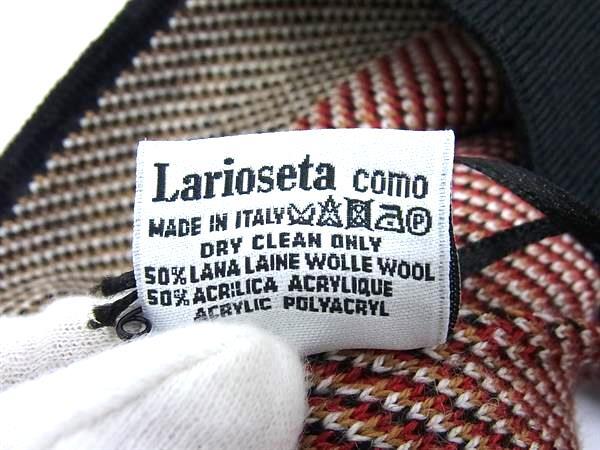 Larioseta como
MADE IN ITALY
DRY CLEAN ONLY
50% LANA LAINE WOLLE WOOL
50% ACRILICA ACRYLIQUE
ACRYLIC POLYACRYL